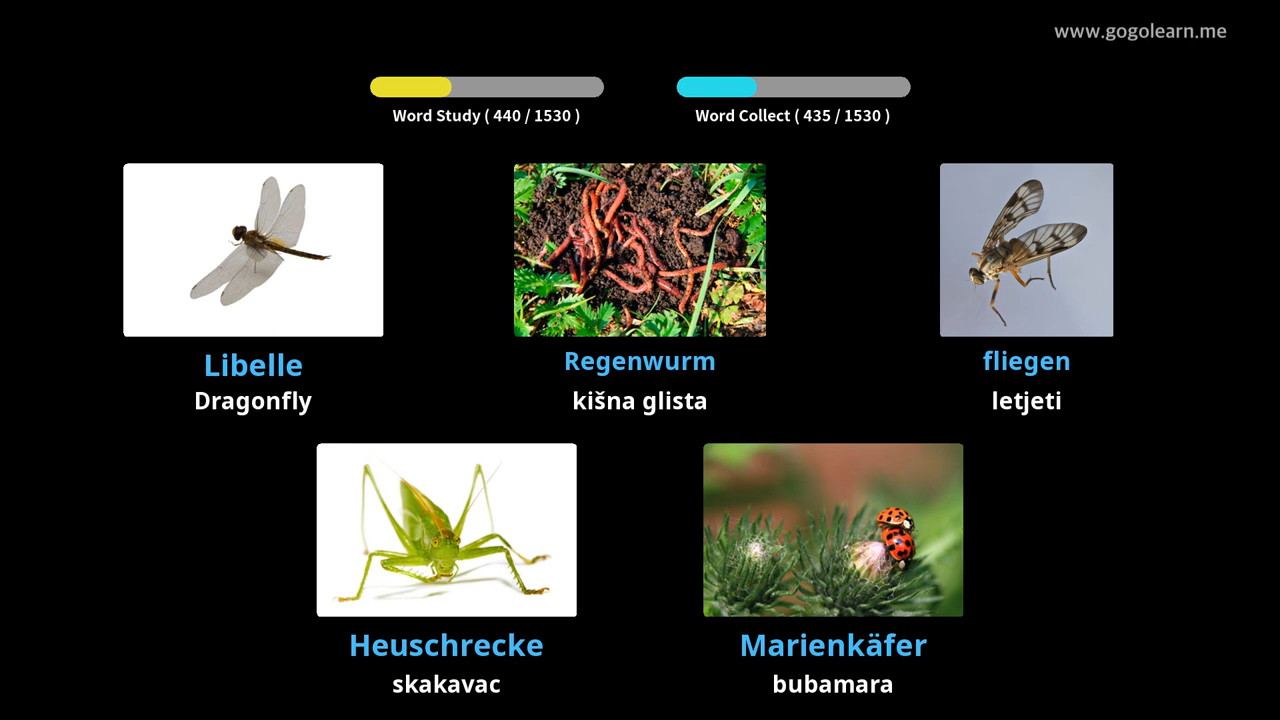 www.gogolearn.me
Word Study ( 440 / 1530 )
Word Collect ( 435 / 1530 )
Libelle
Dragonfly
Regenwurm
kišna glista
fliegen
letjeti
Heuschrecke
skakavac
Marienkäfer
bubamara